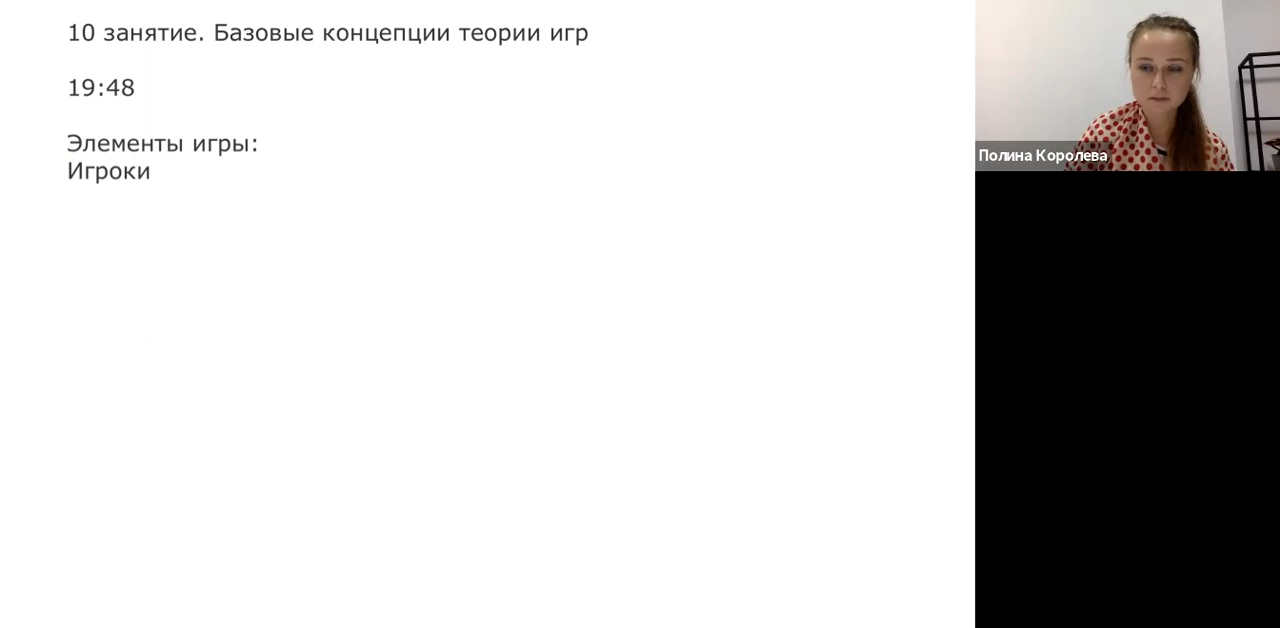 10 занятие. Базовые концепции теории игр
19:48
Элементы игры:
Игроки
Полина Королева